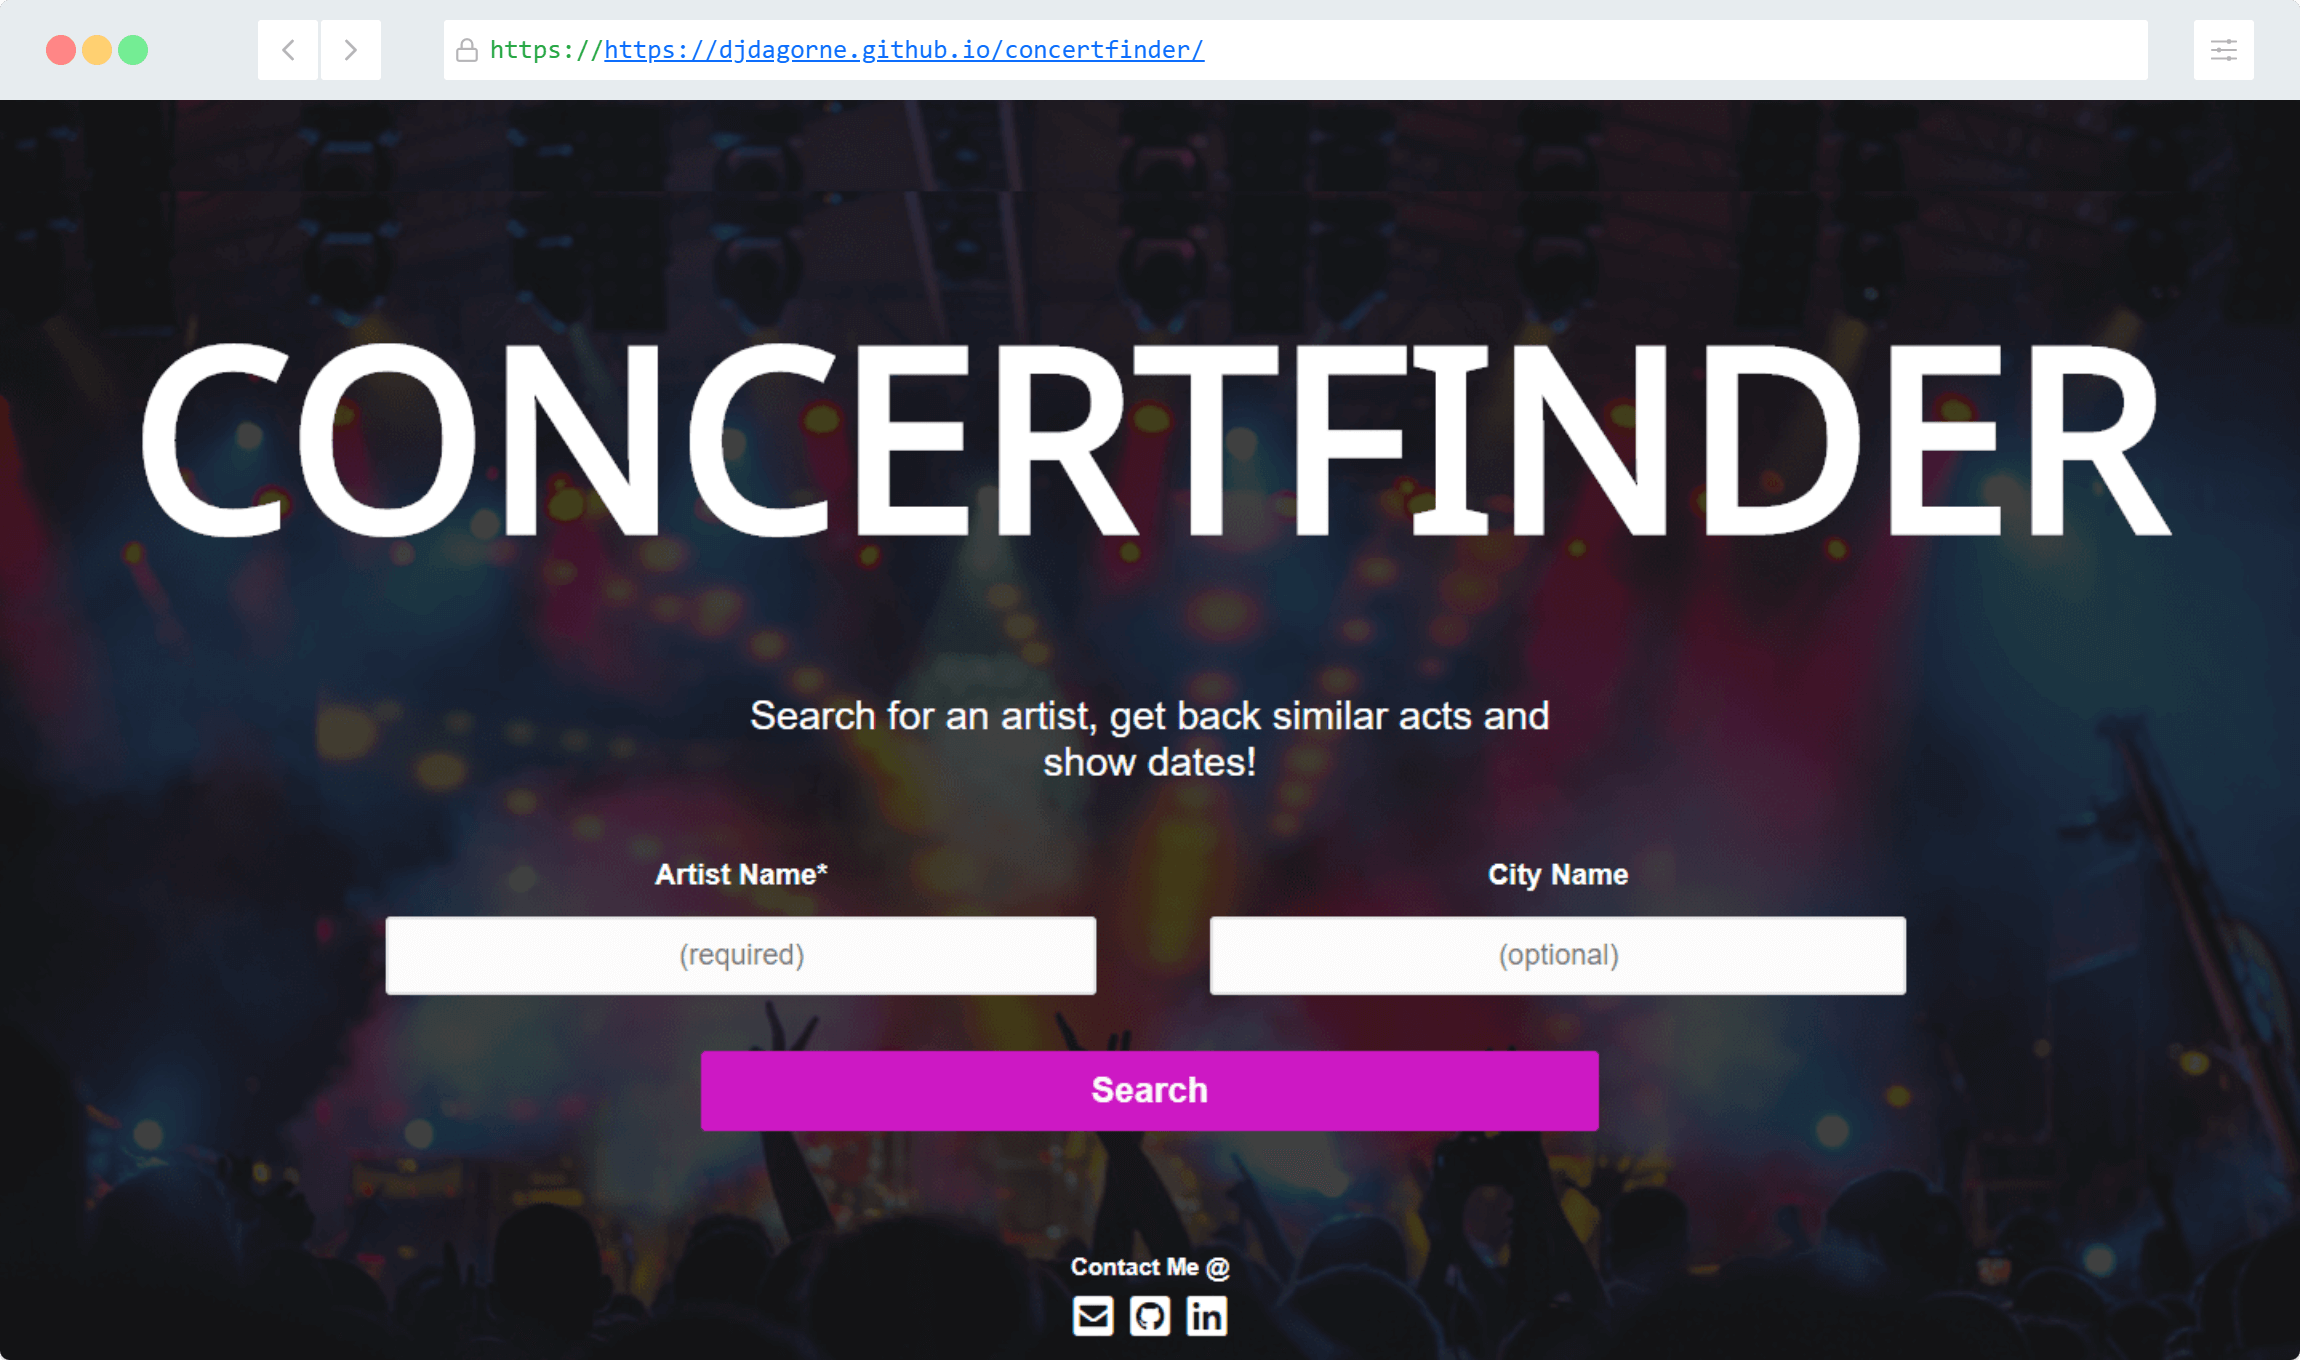 https://https://djdagorne.github.io/concertfinder/
CONCERTFINDER
Search for an artist, get back similar acts and
show dates!
Artist Name*
City Name
(required)
(optional)
Search
Contact Me @
in